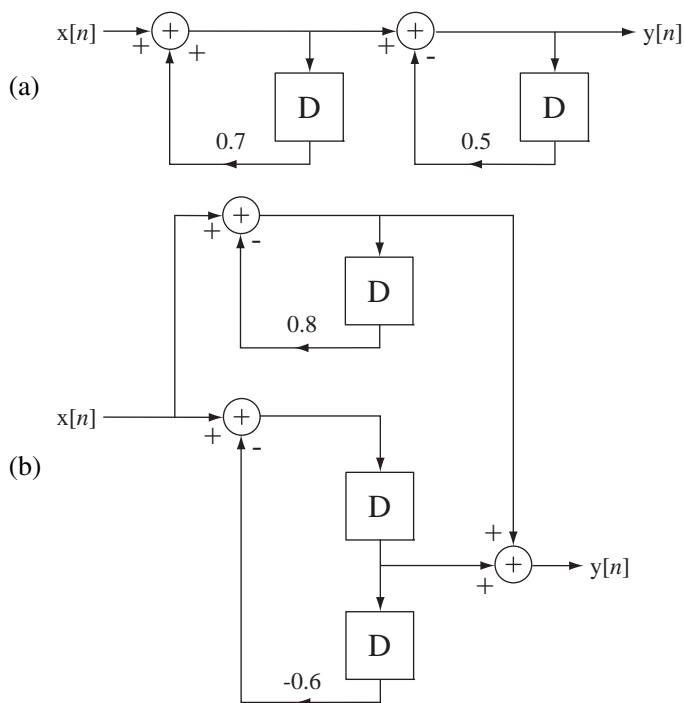 x[n] + + + + + - y[n]
(a)
D D
0.7 0.5
+ + -
D
0.8
x[n] + + -
(b)
D
+ + + y[n]
D
-0.6